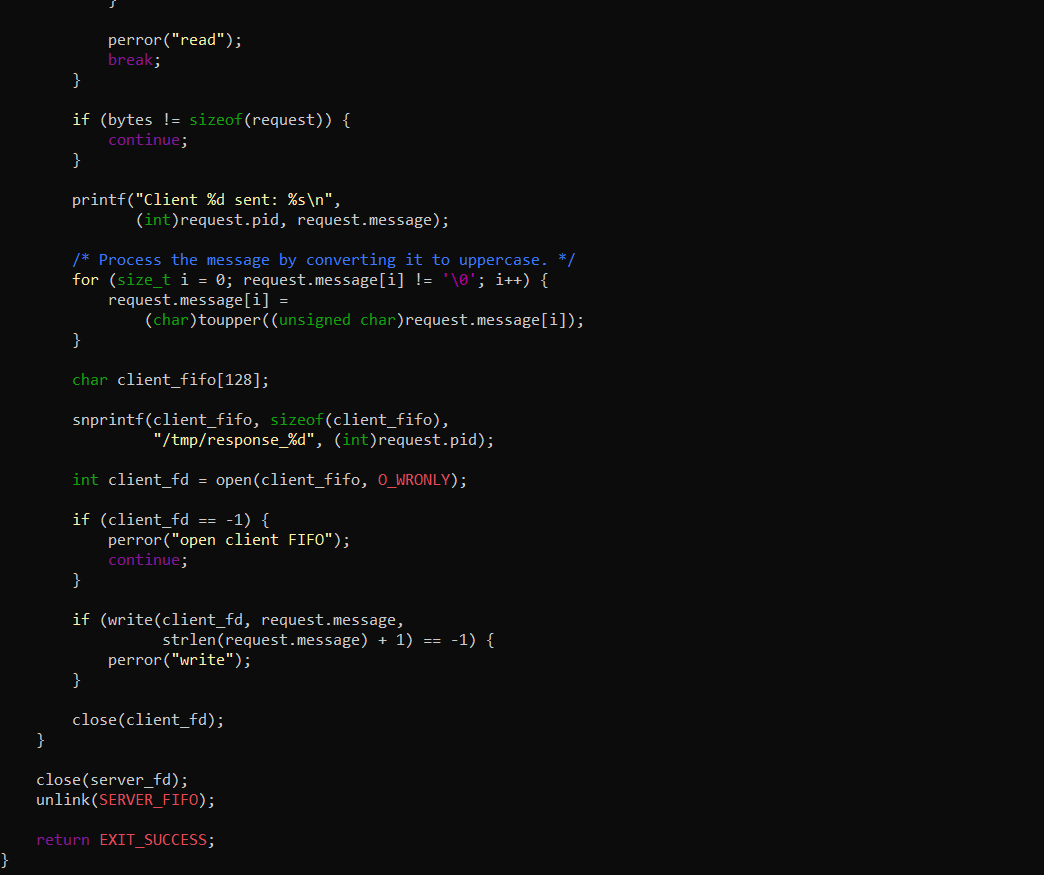 }

            perror("read");
            break;
        }

        if (bytes != sizeof(request)) {
            continue;
        }

        printf("Client %d sent: %s\n",
               (int)request.pid, request.message);

        /* Process the message by converting it to uppercase. */
        for (size_t i = 0; request.message[i] != '\0'; i++) {
            request.message[i] =
                (char)toupper((unsigned char)request.message[i]);
        }

        char client_fifo[128];

        snprintf(client_fifo, sizeof(client_fifo),
                 "/tmp/response_%d", (int)request.pid);

        int client_fd = open(client_fifo, O_WRONLY);

        if (client_fd == -1) {
            perror("open client FIFO");
            continue;
        }

        if (write(client_fd, request.message,
                  strlen(request.message) + 1) == -1) {
            perror("write");
        }

        close(client_fd);
    }

    close(server_fd);
    unlink(SERVER_FIFO);

    return EXIT_SUCCESS;
}